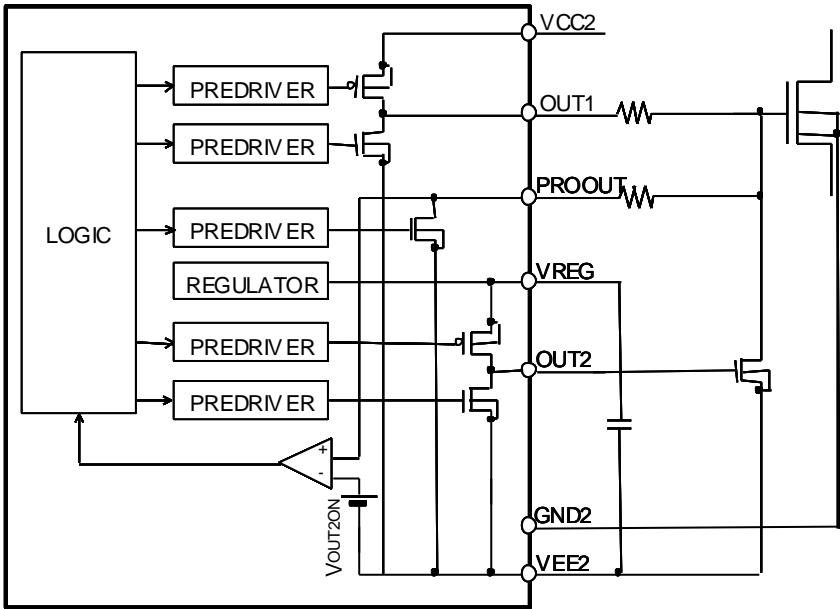 VCC2
PREDRIVER
OUT1
PREDRIVER
PROOUT
LOGIC
PREDRIVER
REGULATOR
VREG
PREDRIVER
OUT2
PREDRIVER
+
-
VOUT2ON
GND2
VEE2